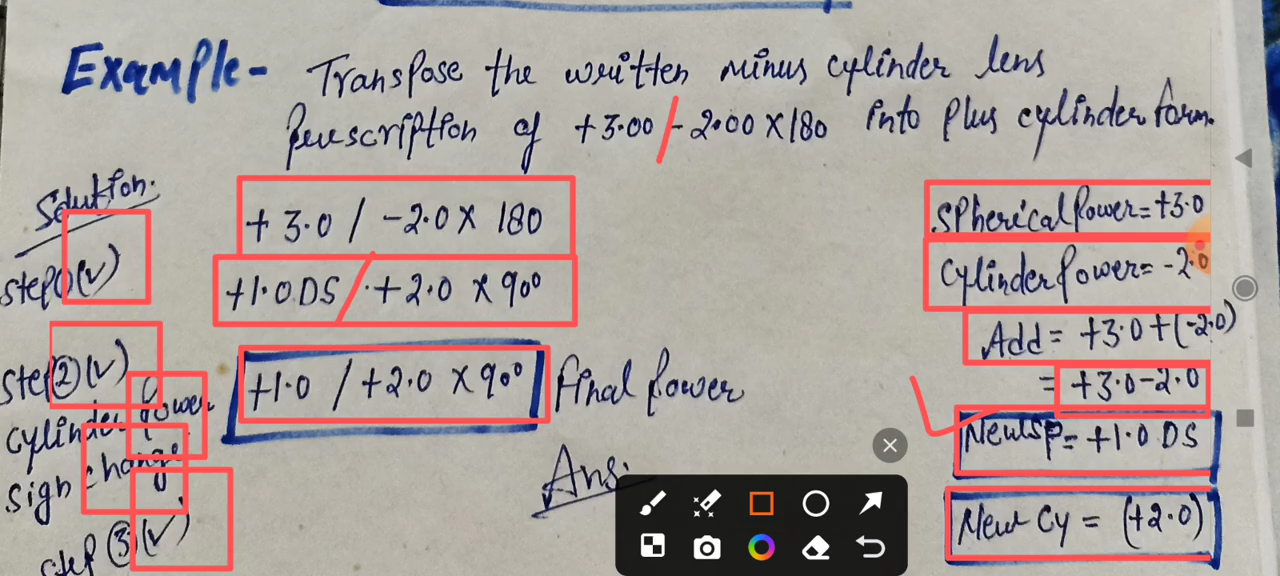 Example- Transpose the written minus cylinder lens
Perescription of +3.00/-2.00 X 180 into plus cylinder form.
Solution.
Step①(✓)
+ 3.0 / -2.0 X 180
+1.0 DS / +2.0 X 90°
Step②(✓)
Cylinder power
sign change
Step ③(✓)
+1.0 / +2.0 X 90° final power
Ans.
Spherical Power = +3.0
Cylinder Power = -2.0
Add = +3.0+(-2.0)
= +3.0-2.0
New SP = +1.0 DS
New Cy = (+2.0)